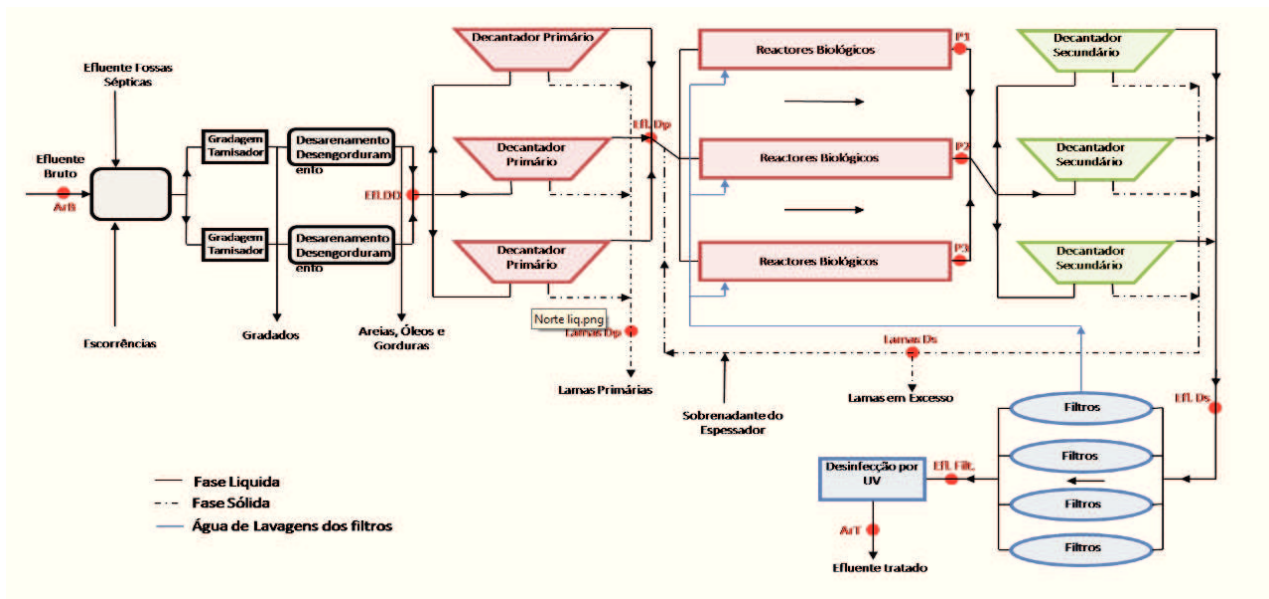 Efluente Fossas
Sépticas
Efluente
Bruto
ArB
Gradagem
Tamisador
Desarenamento
Desengorduram
ento
Efl.DD
Gradagem
Tamisador
Desarenamento
Desengorduram
ento
Escorrências
Gradados
Areias, Óleos e
Gorduras
Decantador Primário
Decantador
Primário
Decantador
Primário
Norte liq.png
Lamas Dp
Lamas Primárias
Efl. Dp
Reactores Biológicos
P1
Reactores Biológicos
P2
Reactores Biológicos
P3
Decantador
Secundário
Decantador
Secundário
Decantador
Secundário
Lamas Ds
Lamas em Excesso
Sobrenadante do
Espessador
Efl. Ds
Filtros
Filtros
Filtros
Filtros
Efl. Filt.
Desinfecção por
UV
ArT
Efluente tratado
Fase Liquida
Fase Sólida
Água de Lavagens dos filtros